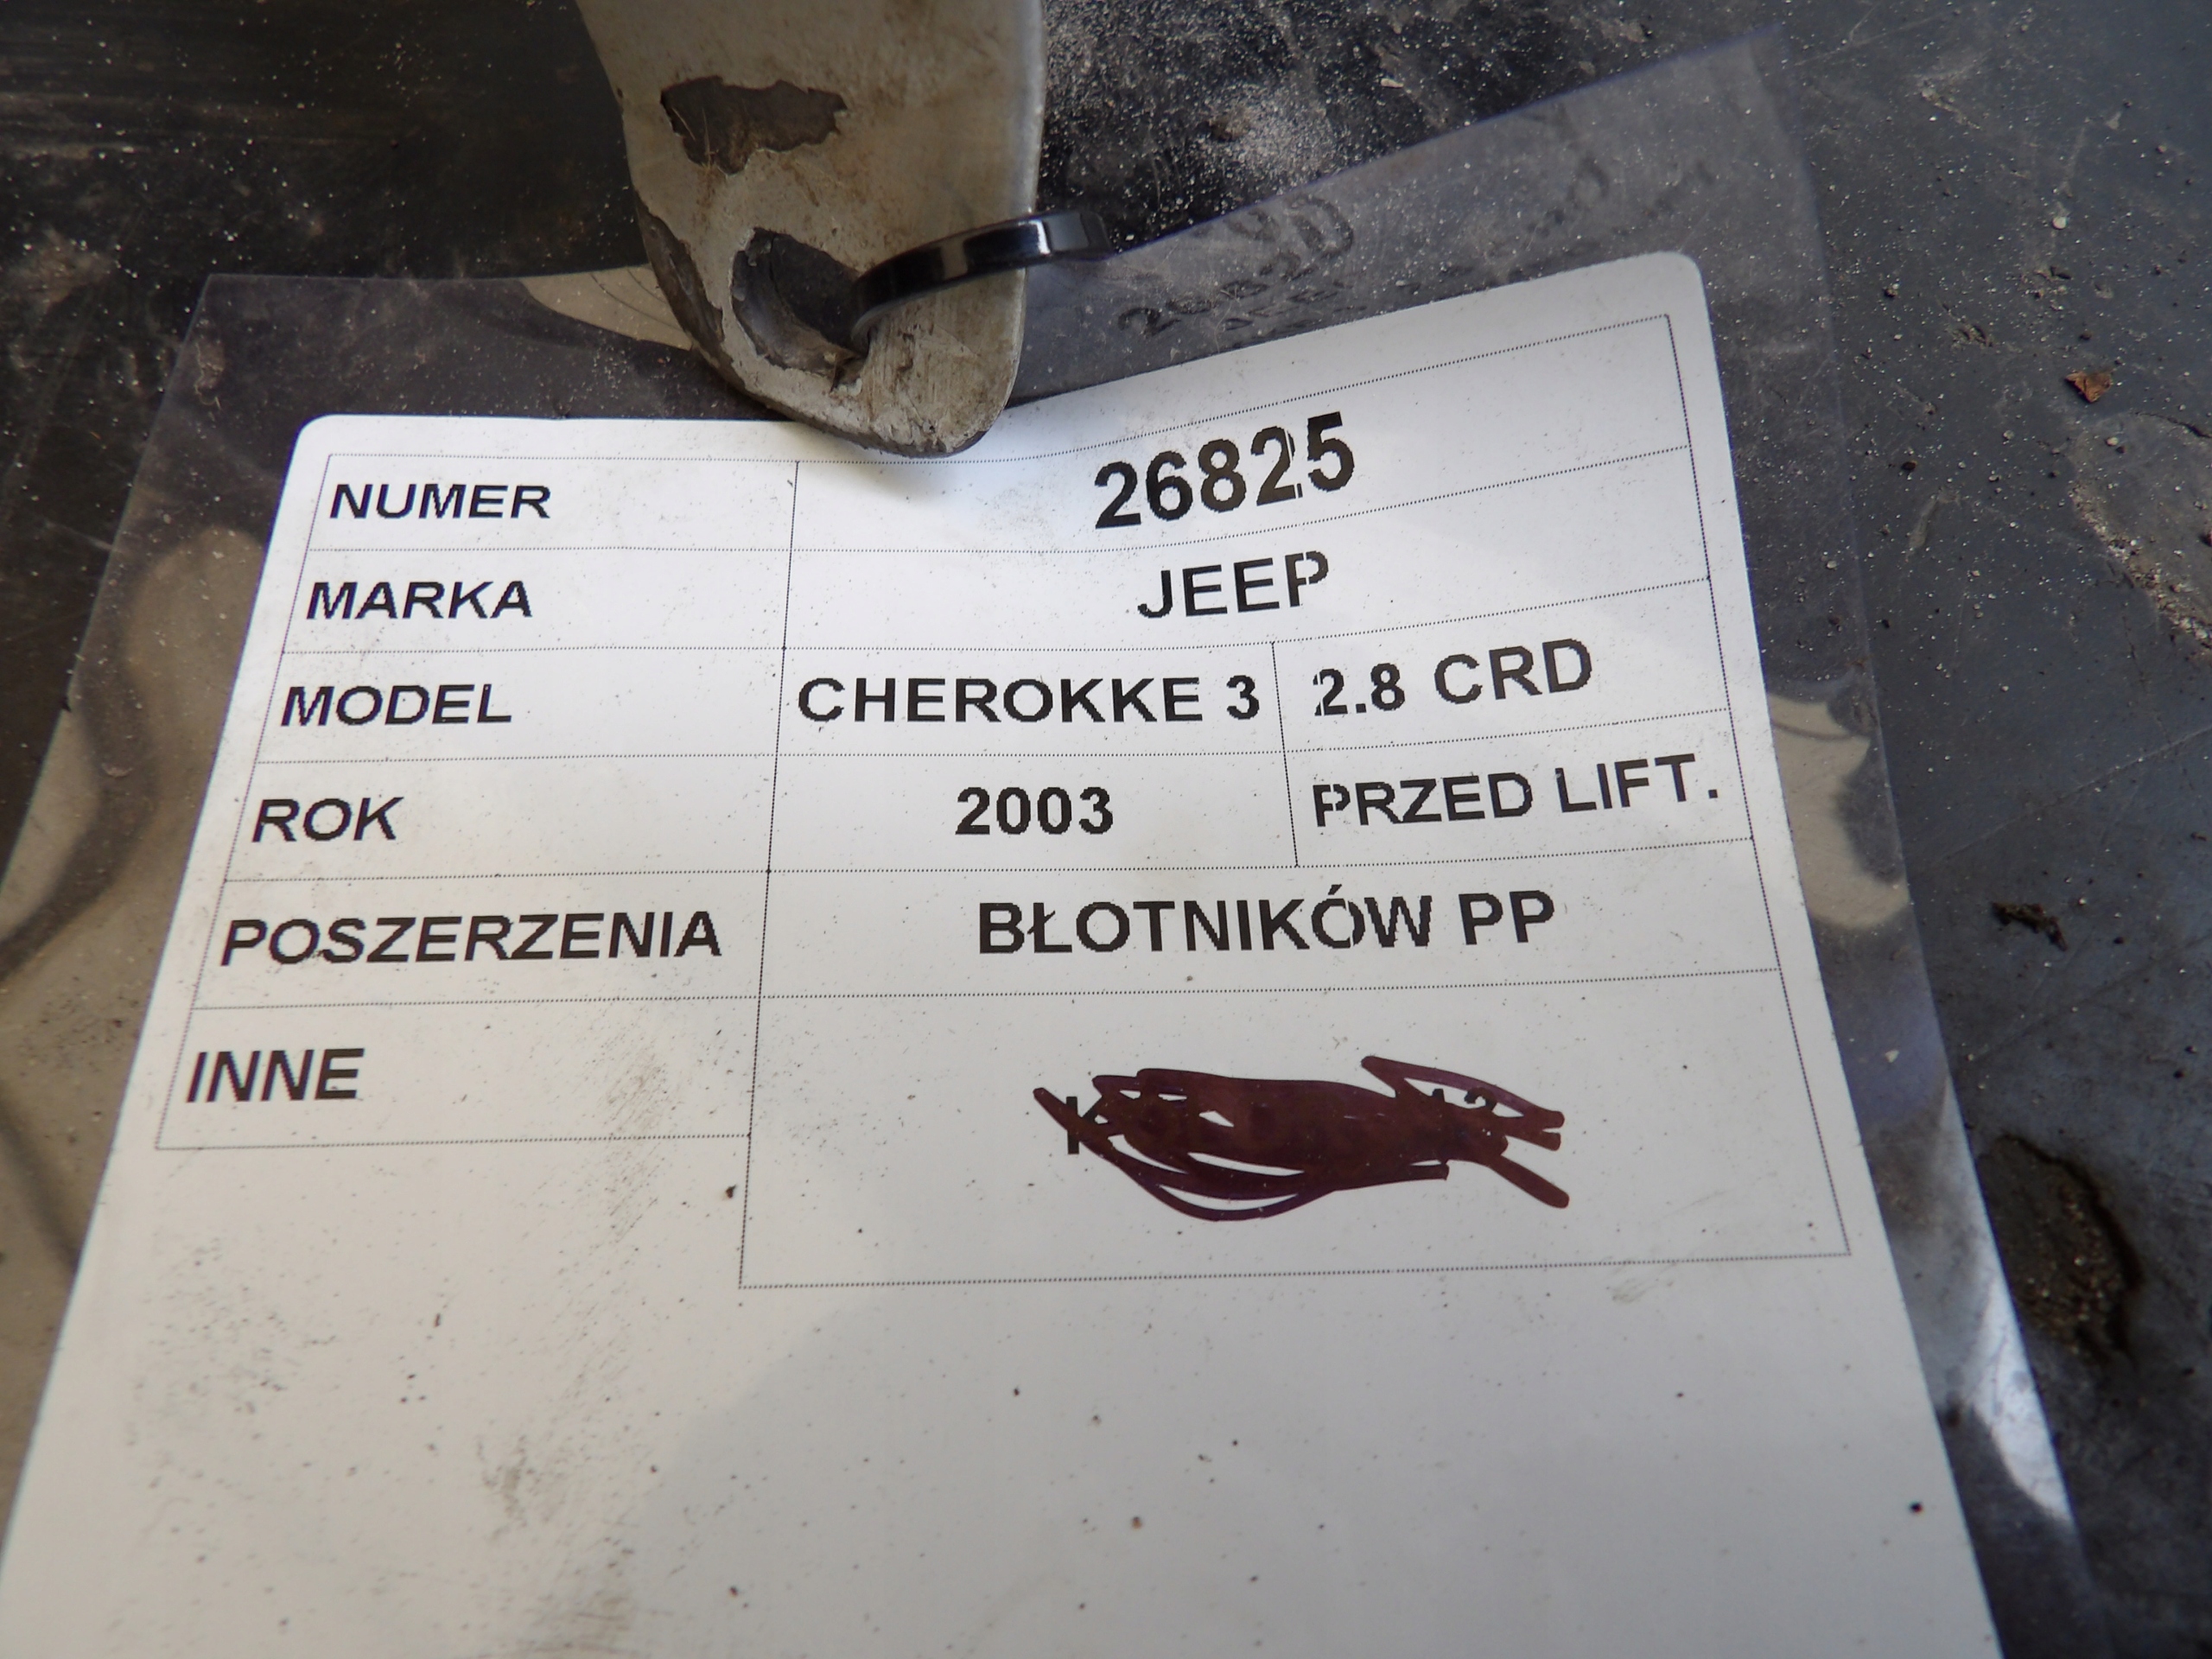 NUMER 26825
MARKA JEEP
MODEL CHEROKKE 3 2.8 CRD
ROK 2003 PRZED LIFT.
POSZERZENIA BŁOTNIKÓW PP
INNE